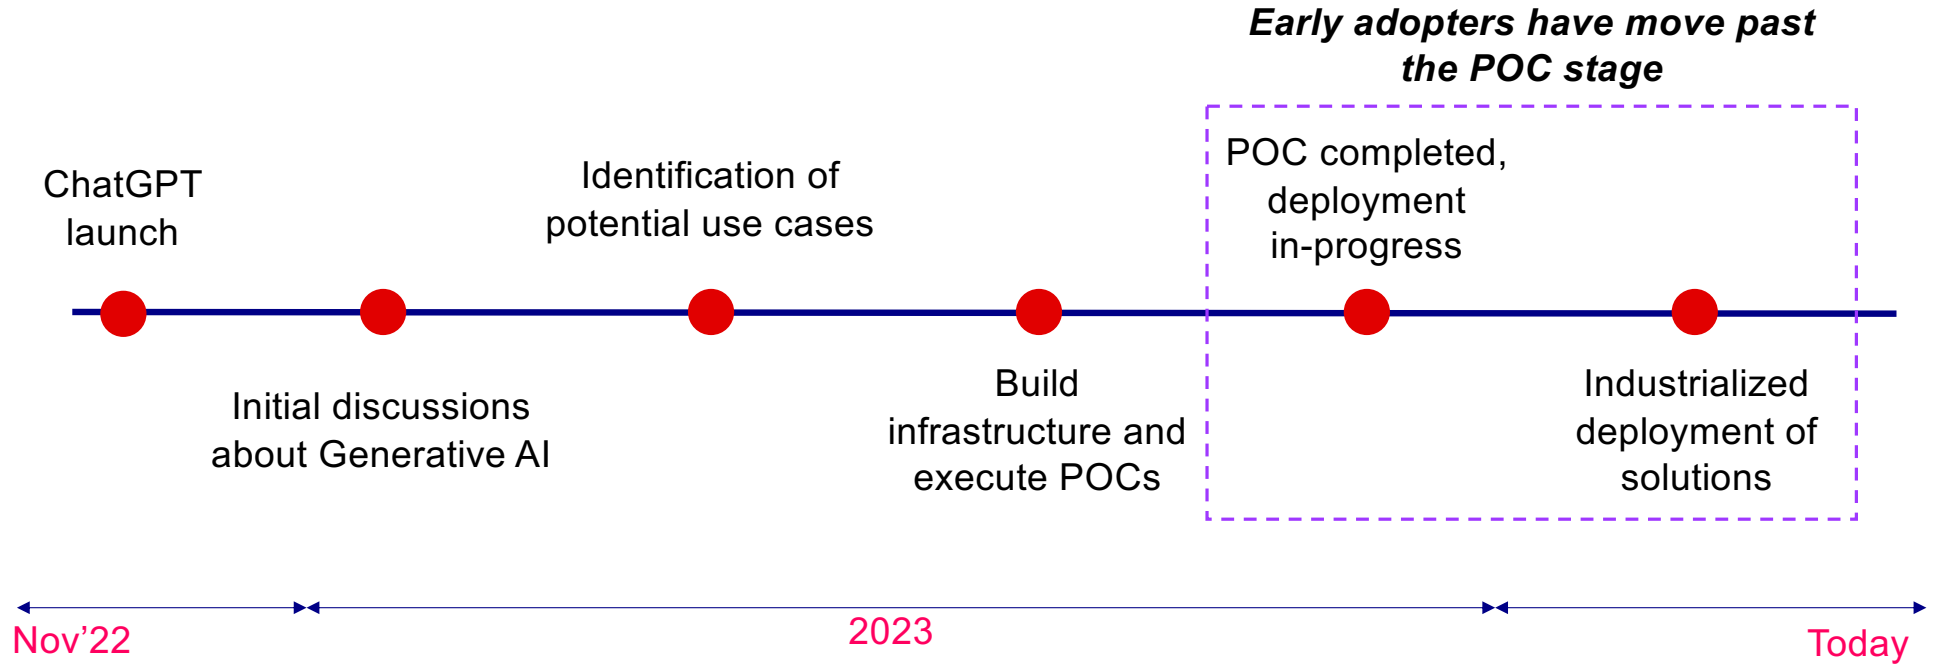 Early adopters have move past
the POC stage
ChatGPT
launch
Identification of
potential use cases
POC completed,
deployment
in-progress
Initial discussions
about Generative AI
Build
infrastructure and
execute POCs
Industrialized
deployment of
solutions
Nov’22
2023
Today